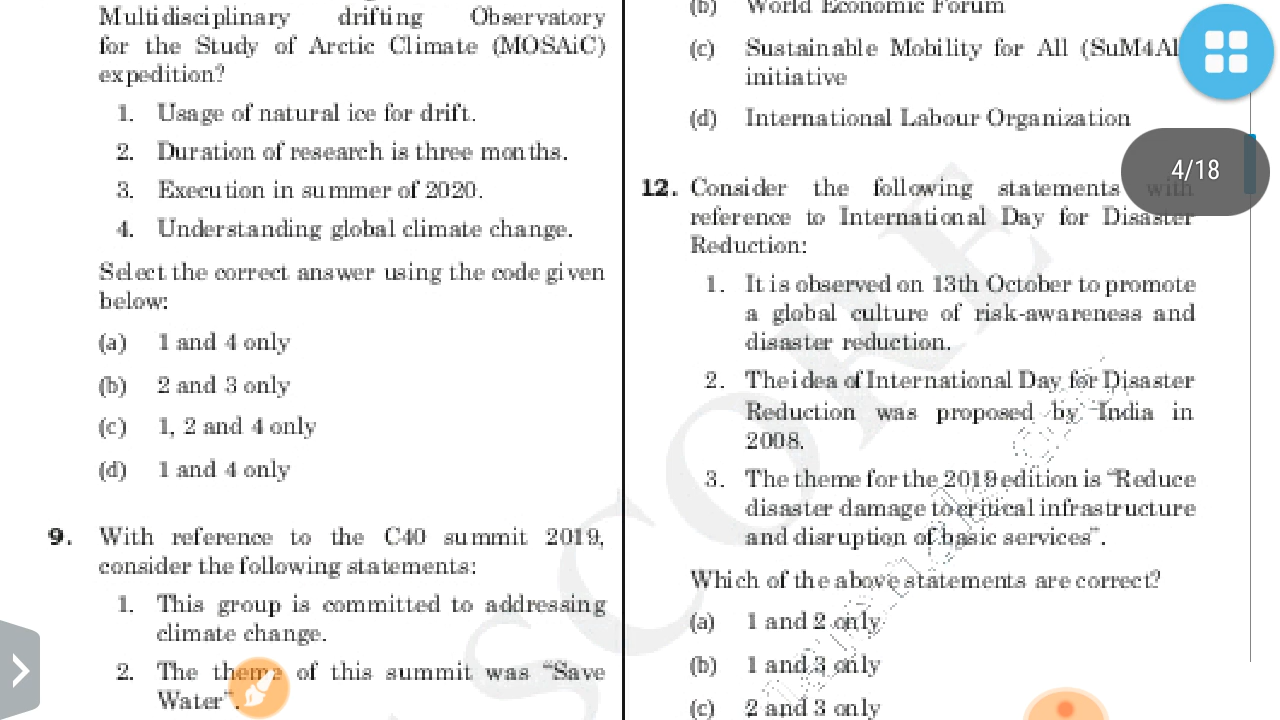 Multidisciplinary drifting Observatory
for the Study of Arctic Climate (MOSAiC)
expedition?
1. Usage of natural ice for drift.
2. Duration of research is three months.
3. Execution in summer of 2020.
4. Understanding global climate change.
Select the correct answer using the code given
below:
(a) 1 and 4 only
(b) 2 and 3 only
(c) 1, 2 and 4 only
(d) 1 and 4 only
9. With reference to the C40 summit 2019,
consider the following statements:
1. This group is committed to addressing
climate change.
2. The theme of this summit was “Save
Water”.
(b) World Economic Forum
(c) Sustainable Mobility for All (SuM4Al
initiative
(d) International Labour Organization
4/18
12. Consider the following statements with
reference to International Day for Disaster
Reduction:
1. It is observed on 13th October to promote
a global culture of risk-awareness and
disaster reduction.
2. The idea of International Day for Disaster
Reduction was proposed by India in
2008.
3. The theme for the 2019 edition is “Reduce
disaster damage to critical infrastructure
and disruption of basic services”.
Which of the above statements are correct?
(a) 1 and 2 only
(b) 1 and 3 only
(c) 2 and 3 only
SCORE